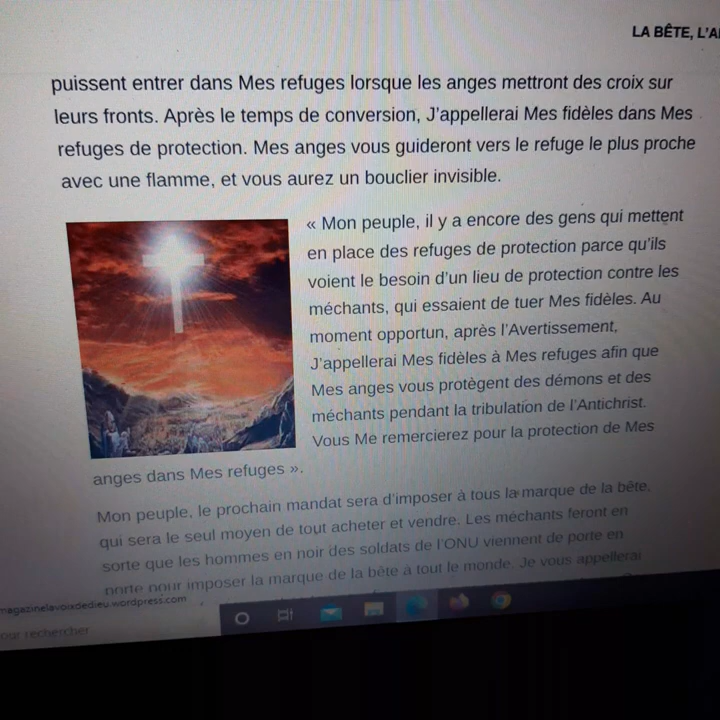 LA BÊTE, L'A
puissent entrer dans Mes refuges lorsque les anges mettront des croix sur
leurs fronts. Après le temps de conversion, J'appellerai Mes fidèles dans Mes
refuges de protection. Mes anges vous guideront vers le refuge le plus proche
avec une flamme, et vous aurez un bouclier invisible.
« Mon peuple, il y a encore des gens qui mettent
en place des refuges de protection parce qu'ils
voient le besoin d'un lieu de protection contre les
méchants, qui essaient de tuer Mes fidèles. Au
moment opportun, après l'Avertissement,
J'appellerai Mes fidèles à Mes refuges afin que
Mes anges vous protègent des démons et des
méchants pendant la tribulation de l'Antichrist.
Vous Me remercierez pour la protection de Mes
anges dans Mes refuges ».
Mon peuple, le prochain mandat sera d'imposer à tous la marque de la bête,
qui sera le seul moyen de tout acheter et vendre. Les méchants feront en
sorte que les hommes en noir des soldats de l'ONU viennent de porte en
porte pour imposer la marque de la bête à tout le monde. Je vous appellerai
magazinelavoixdedieu.wordpress.com
our rechercher